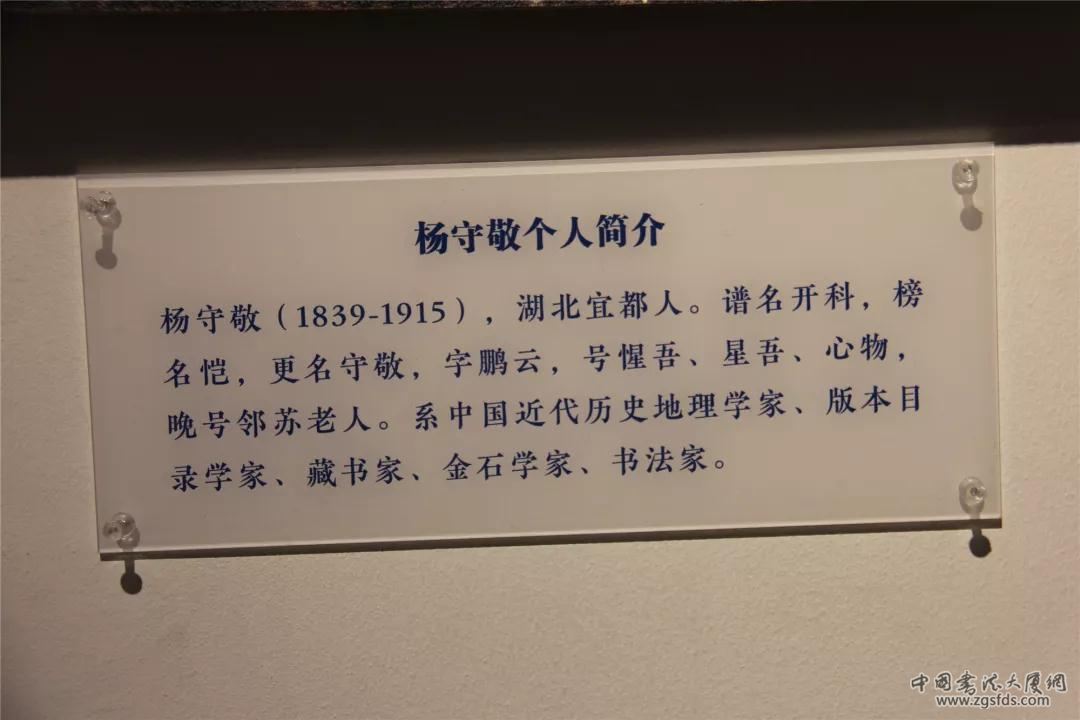 杨守敬个人简介
杨守敬（1839-1915），湖北宜都人。谱名开科，榜
名恺，更名守敬，字鹏云，号惺吾、星吾、心物，
晚号邻苏老人。系中国近代历史地理学家、版本目
录学家、藏书家、金石学家、书法家。
中国书法大厦網
www.zgsfds.com